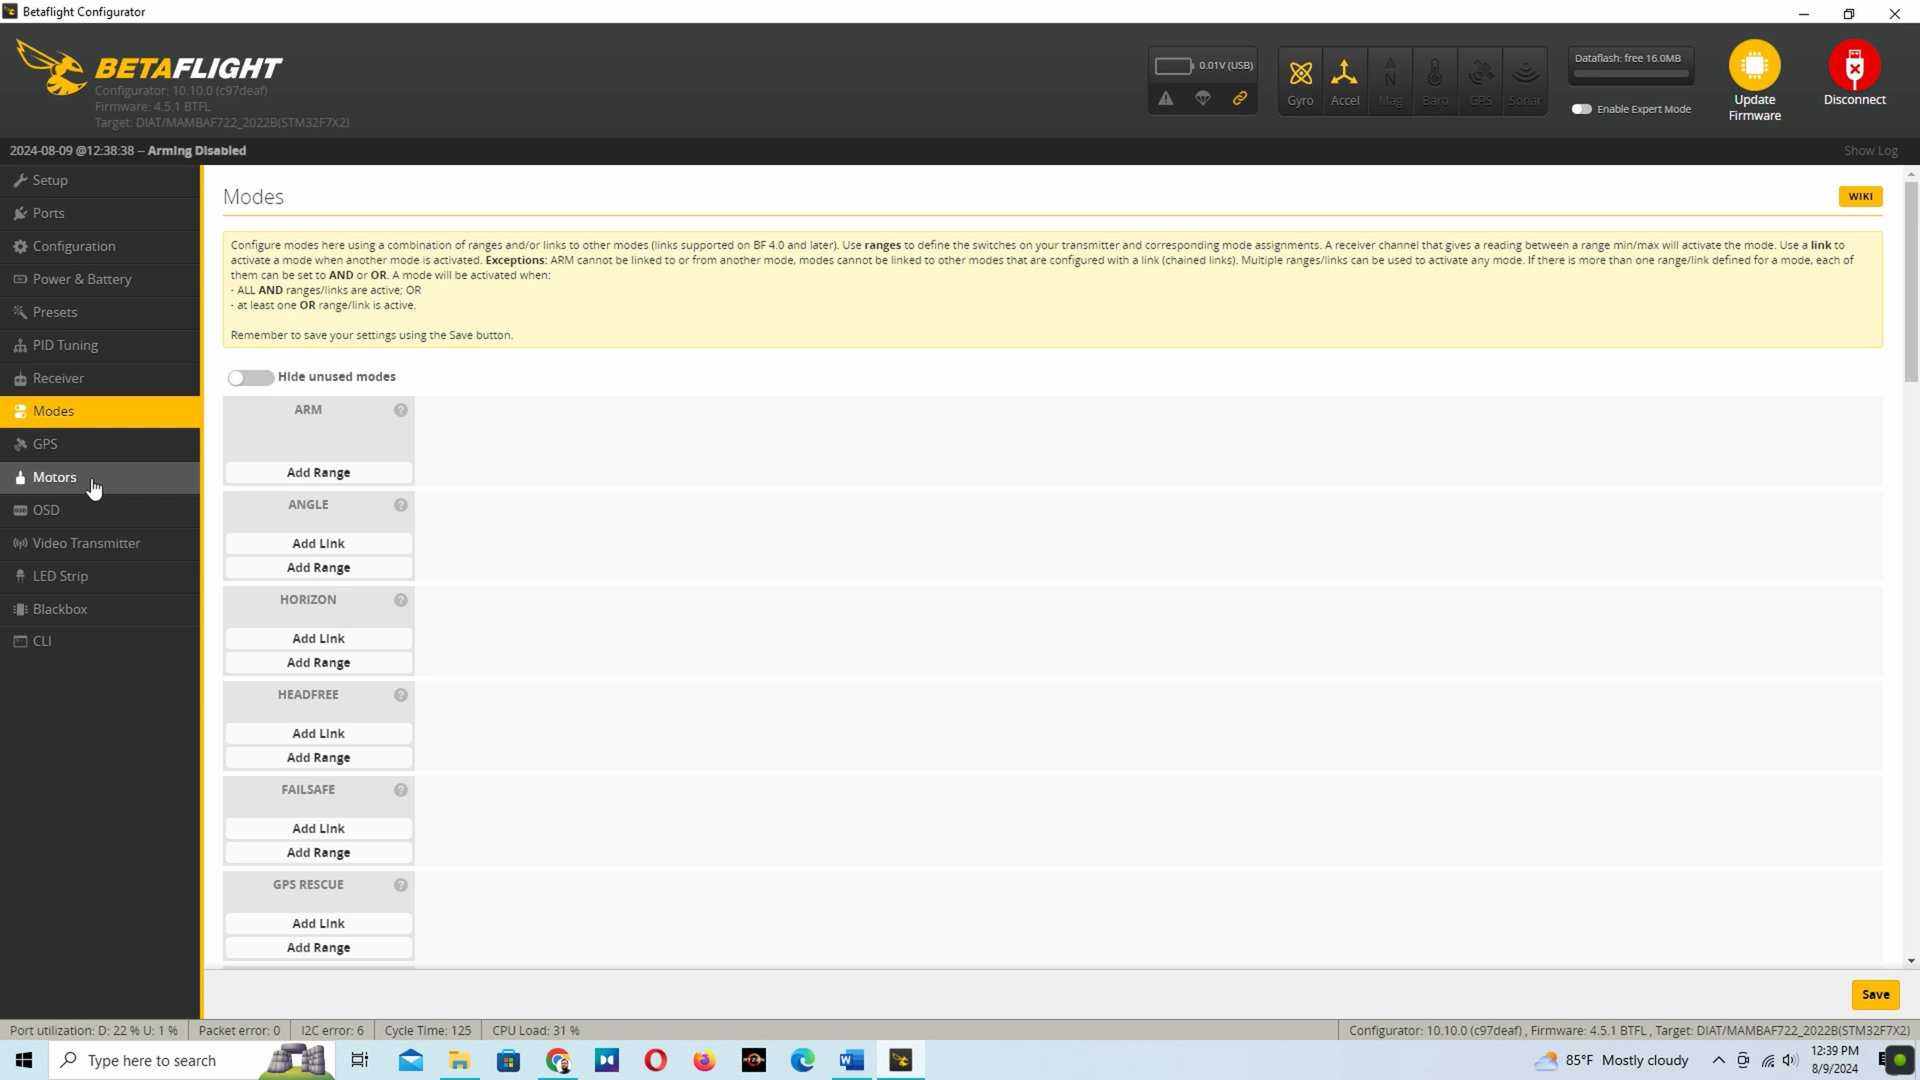 Betaflight Configurator
BETAFLIGHT
Configurator: 10.10.0 (c97deaf)
Firmware: 4.5.1 BTFL
Target: DIAT/MAMBAF722_2022B(STM32F7X2)
0.01V (USB)
Gyro
Accel
Mag
Baro
GPS
Sonar
Dataflash: free 16.0MB
Enable Expert Mode
Update
Firmware
Disconnect
2024-08-09 @12:38:38 -- Arming Disabled
Show Log
Setup
Ports
Configuration
Power & Battery
Presets
PID Tuning
Receiver
Modes
GPS
Motors
OSD
Video Transmitter
LED Strip
Blackbox
CLI
Modes
WIKI
Configure modes here using a combination of ranges and/or links to other modes (links supported on BF 4.0 and later). Use ranges to define the switches on your transmitter and corresponding mode assignments. A receiver channel that gives a reading between a range min/max will activate the mode. Use a link to
activate a mode when another mode is activated. Exceptions: ARM cannot be linked to or from another mode, modes cannot be linked to other modes that are configured with a link (chained links). Multiple ranges/links can be used to activate any mode. If there is more than one range/link defined for a mode, each of
them can be set to AND or OR. A mode will be activated when:
- ALL AND ranges/links are active; OR
- at least one OR range/link is active.
Remember to save your settings using the Save button.
Hide unused modes
ARM
Add Range
ANGLE
Add Link
Add Range
HORIZON
Add Link
Add Range
HEADFREE
Add Link
Add Range
FAILSAFE
Add Link
Add Range
GPS RESCUE
Add Link
Add Range
Save
Port utilization: D: 22 % U: 1 %
Packet error: 0
I2C error: 6
Cycle Time: 125
CPU Load: 31 %
Configurator: 10.10.0 (c97deaf) , Firmware: 4.5.1 BTFL , Target: DIAT/MAMBAF722_2022B(STM32F7X2)
Type here to search
85°F Mostly cloudy
12:39 PM
8/9/2024